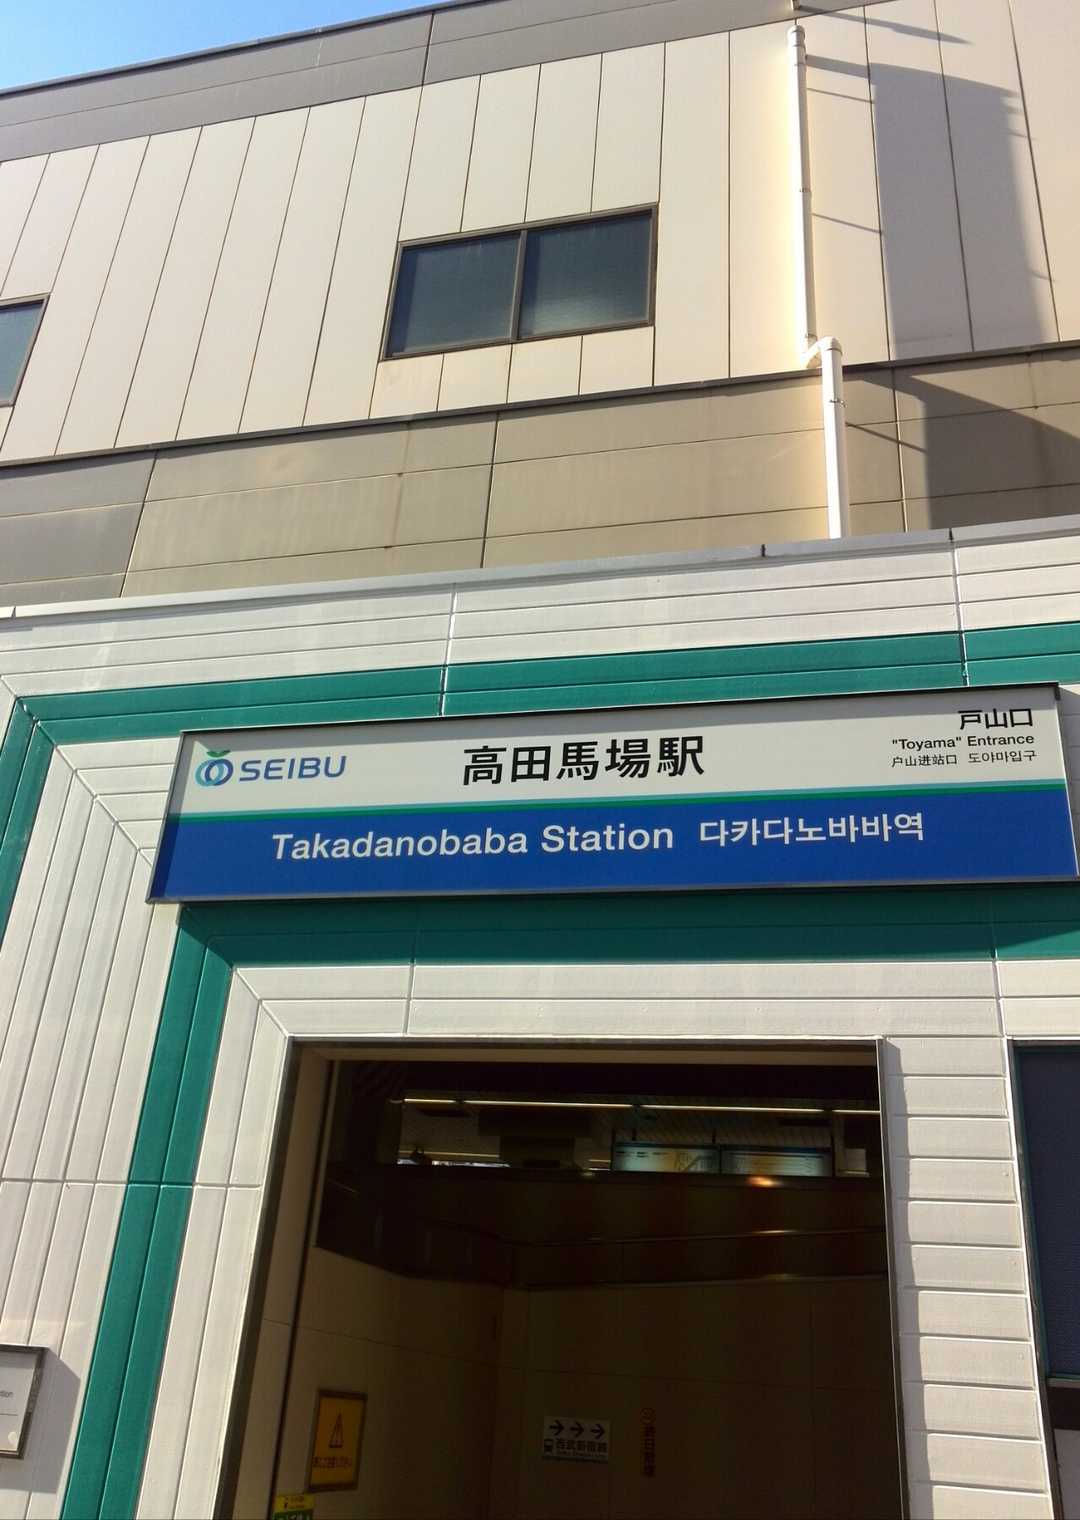 SEIBU
高田馬場駅
戸山口
"Toyama" Entrance
户山进站口 도야마입구
Takadanobaba Station 다카다노바바역
西武新宿線